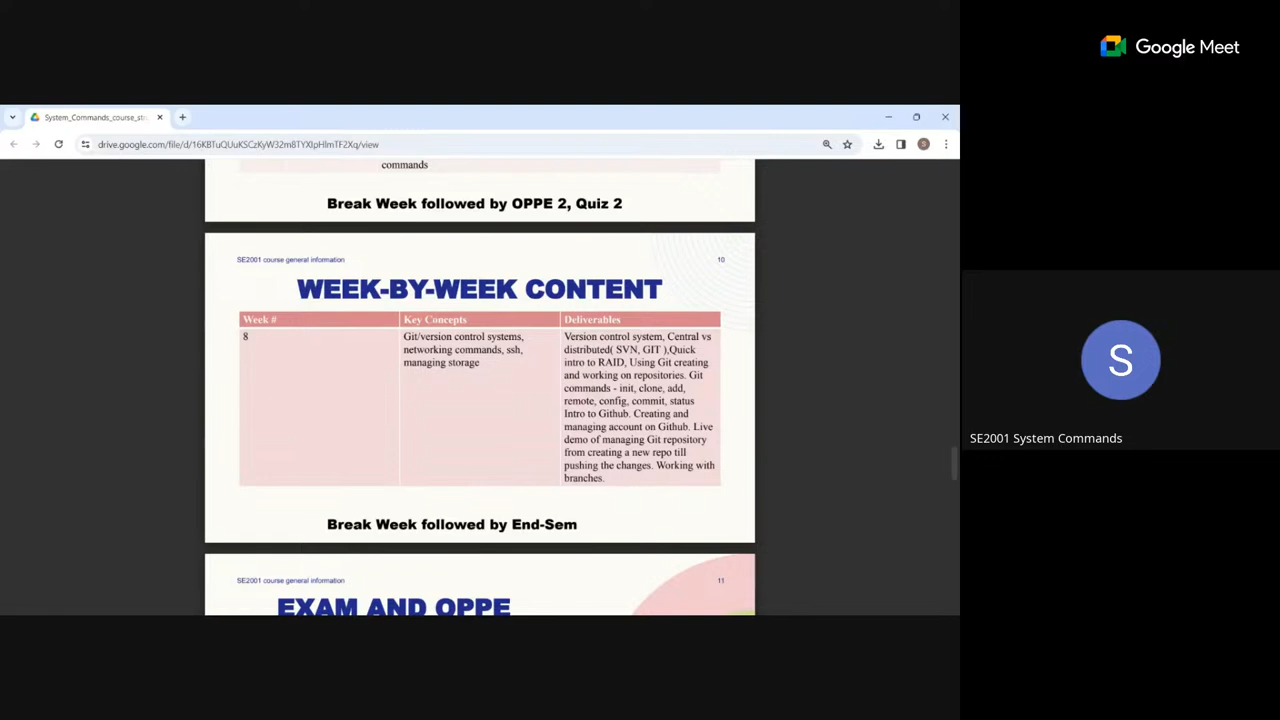 Google Meet
System_Commands_course_str
drive.google.com/file/d/16KBTuQUuKSCzKyW32m8TYXlpHlmTF2Xq/view
commands
Break Week followed by OPPE 2, Quiz 2
SE2001 course general information
10
WEEK-BY-WEEK CONTENT
Week #
Key Concepts
Deliverables
8
Git/version control systems,
networking commands, ssh,
managing storage
Version control system, Central vs
distributed( SVN, GIT ),Quick
intro to RAID, Using Git creating
and working on repositories. Git
commands - init, clone, add,
remote, config, commit, status
Intro to Github. Creating and
managing account on Github. Live
demo of managing Git repository
from creating a new repo till
pushing the changes. Working with
branches.
Break Week followed by End-Sem
SE2001 course general information
11
EXAM AND OPPE
S
SE2001 System Commands